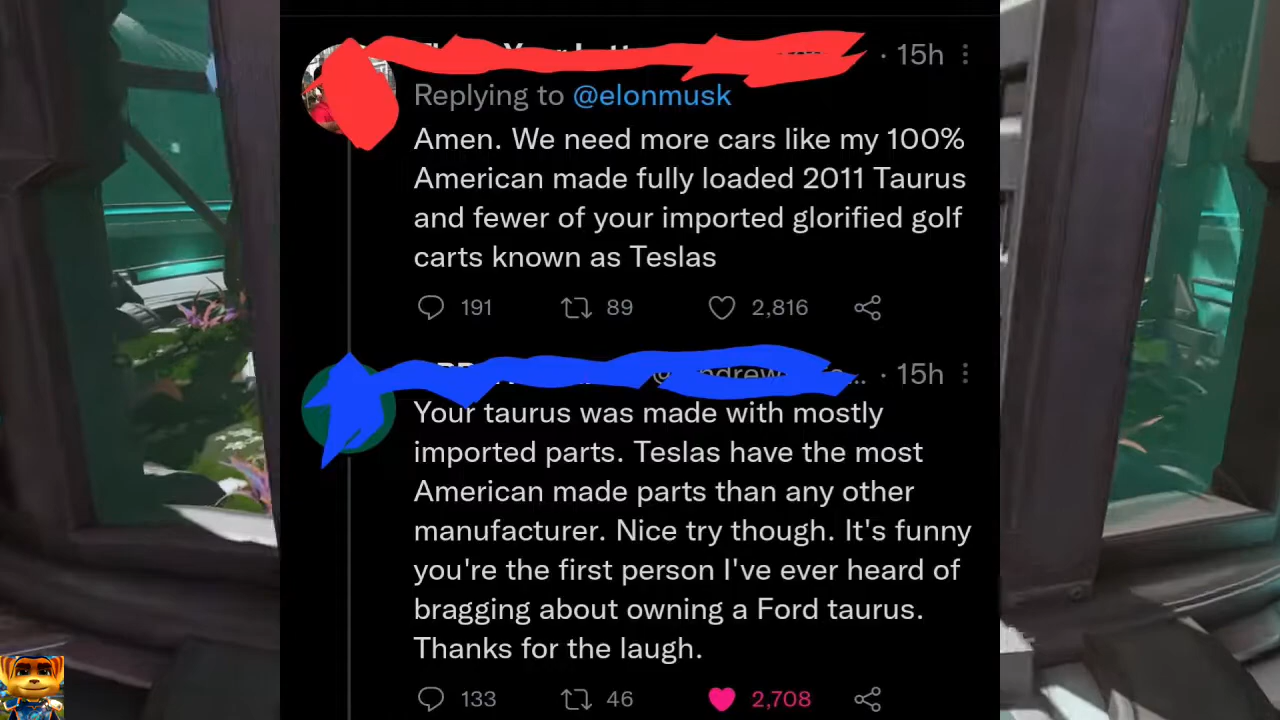 · 15h
Replying to @elonmusk
Amen. We need more cars like my 100%
American made fully loaded 2011 Taurus
and fewer of your imported glorified golf
carts known as Teslas
191 89 2,816
· 15h
Your taurus was made with mostly
imported parts. Teslas have the most
American made parts than any other
manufacturer. Nice try though. It's funny
you're the first person I've ever heard of
bragging about owning a Ford taurus.
Thanks for the laugh.
133 46 2,708